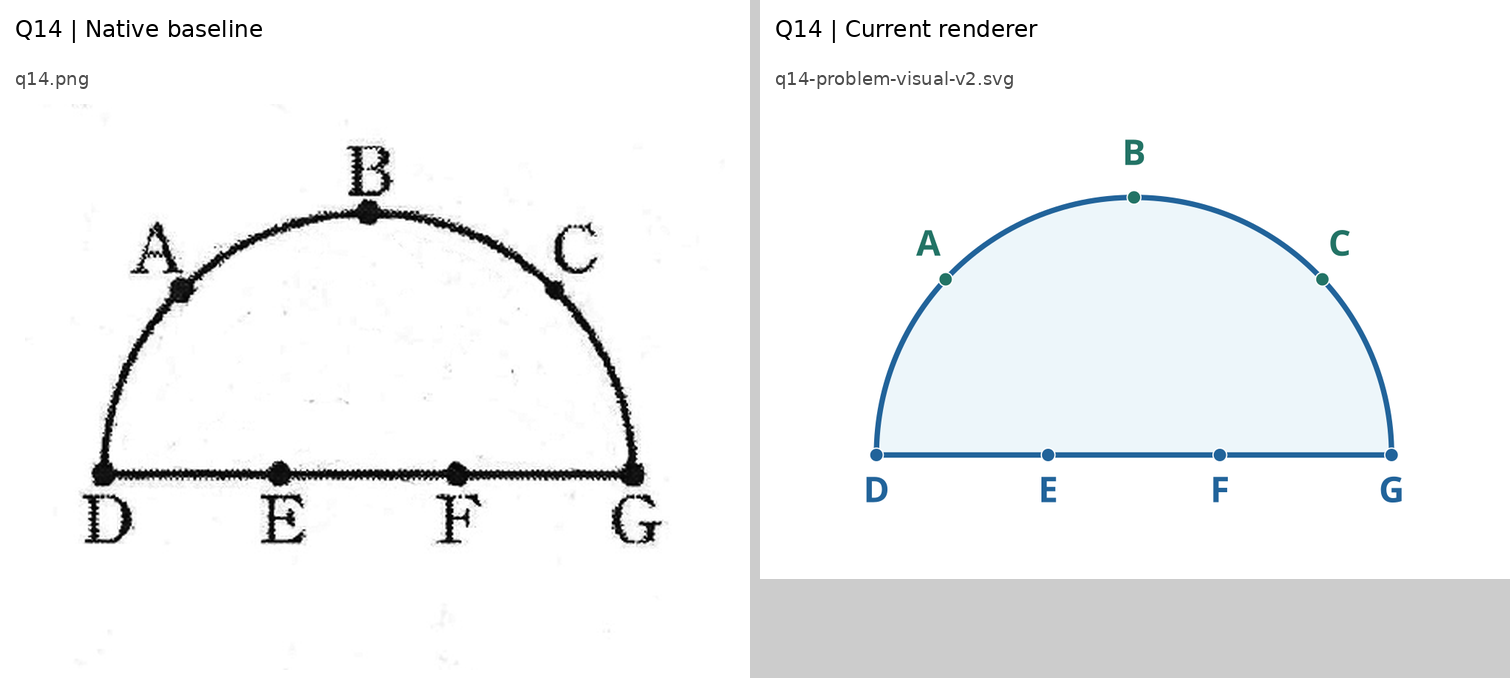 Q14 | Native baseline
q14.png
B
A
C
D E F G
Q14 | Current renderer
q14-problem-visual-v2.svg
B
A
C
D E F G